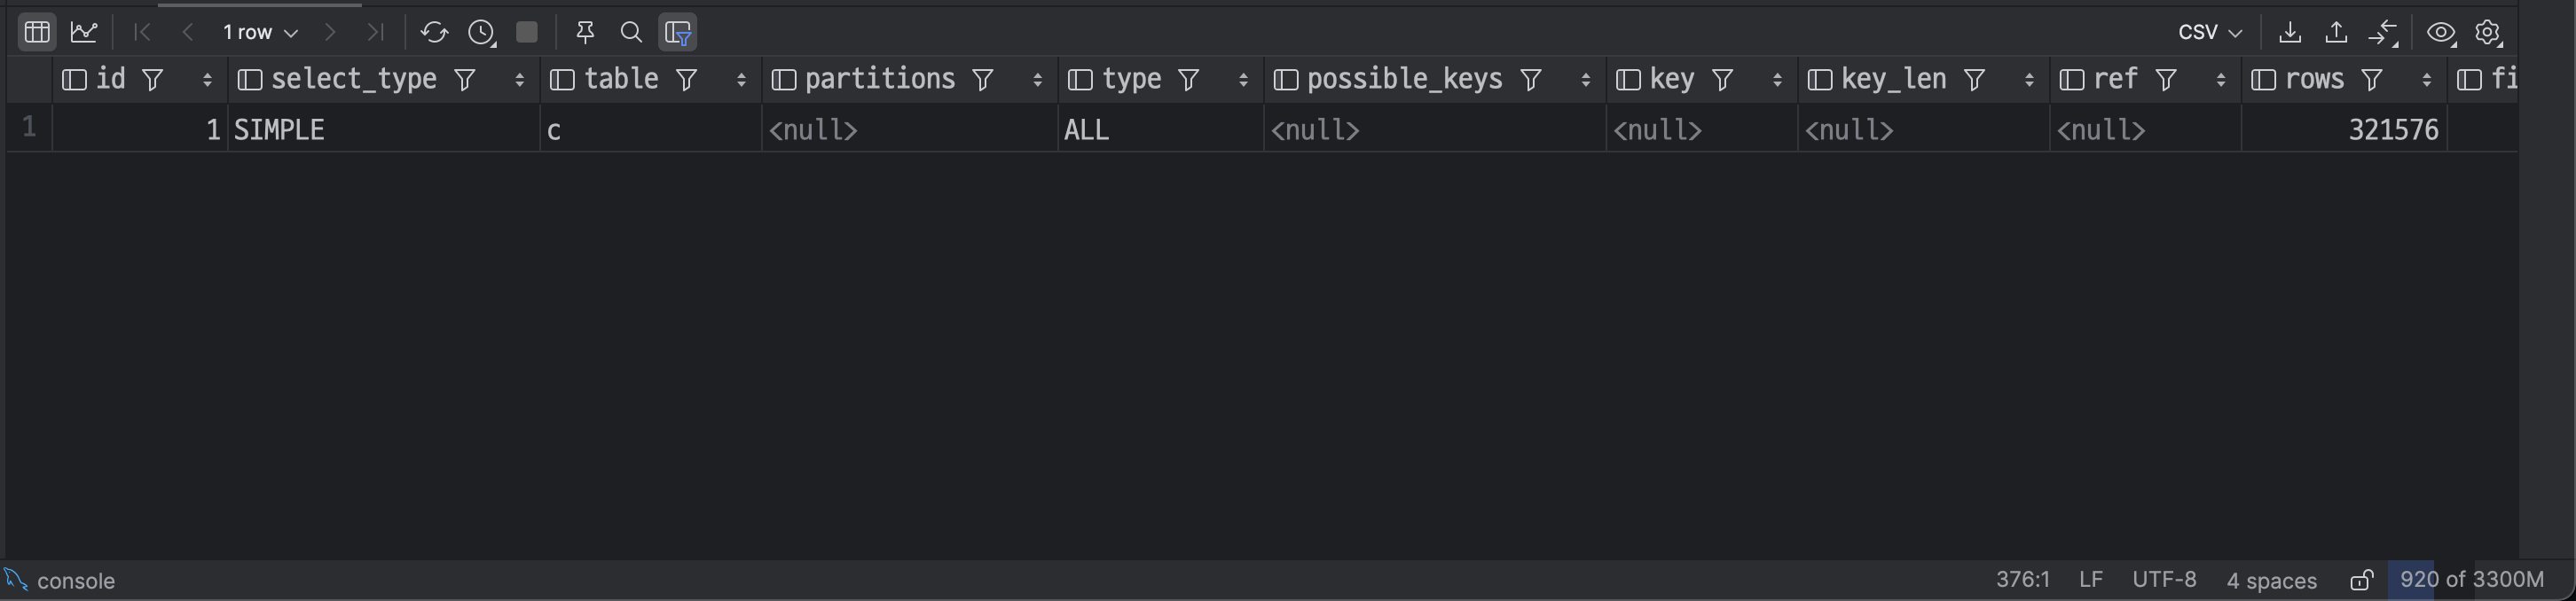 1 row CSV
id select_type table partitions type possible_keys key key_len ref rows fi
1 1 SIMPLE c <null> ALL <null> <null> <null> <null> 321576
console 376:1 LF UTF-8 4 spaces 920 of 3300M